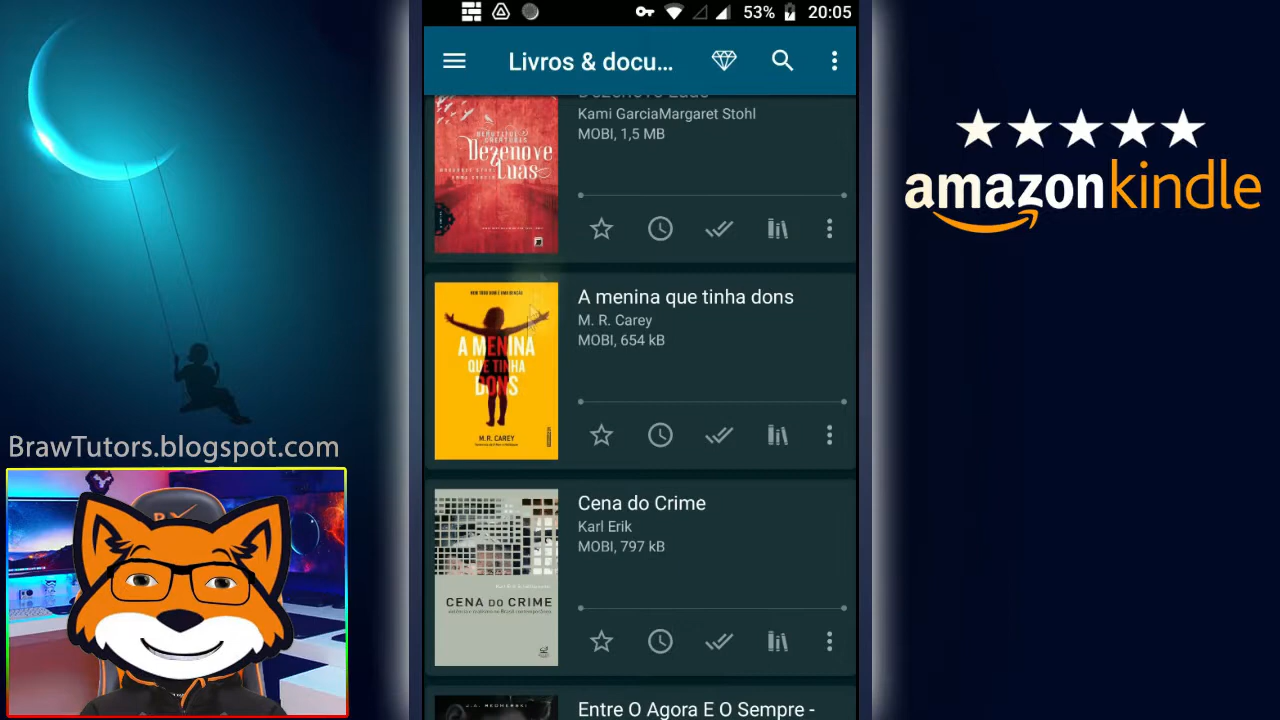 53% 20:05
Livros & docu...
Kami GarciaMargaret Stohl
MOBI, 1,5 MB
BEAUTIFUL
CREATURES
Dezenove
Luas
A menina que tinha dons
M. R. Carey
MOBI, 654 kB
A MENINA
QUE TINHA
DONS
M.R. CAREY
Cena do Crime
Karl Erik
MOBI, 797 kB
CENA DO CRIME
Entre O Agora E O Sempre -
amazonkindle
BrawTutors.blogspot.com